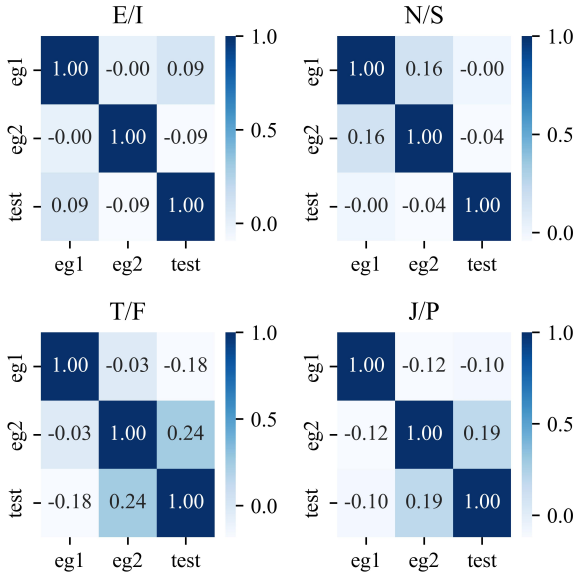 E/I
eg1 1.00 -0.00 0.09
eg2 -0.00 1.00 -0.09
test 0.09 -0.09 1.00
eg1 eg2 test
1.0
0.5
0.0
N/S
eg1 1.00 0.16 -0.00
eg2 0.16 1.00 -0.04
test -0.00 -0.04 1.00
eg1 eg2 test
1.0
0.5
0.0
T/F
eg1 1.00 -0.03 -0.18
eg2 -0.03 1.00 0.24
test -0.18 0.24 1.00
eg1 eg2 test
1.0
0.5
0.0
J/P
eg1 1.00 -0.12 -0.10
eg2 -0.12 1.00 0.19
test -0.10 0.19 1.00
eg1 eg2 test
1.0
0.5
0.0